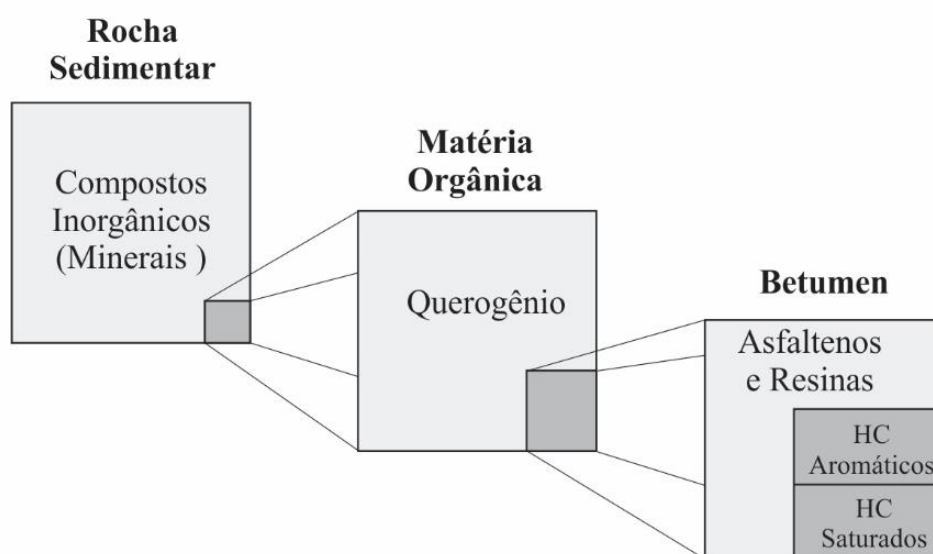 Rocha
Sedimentar
Compostos
Inorgânicos
(Minerais )
Matéria
Orgânica
Querogênio
Betumen
Asfaltenos
e Resinas
HC
Aromáticos
HC
Saturados